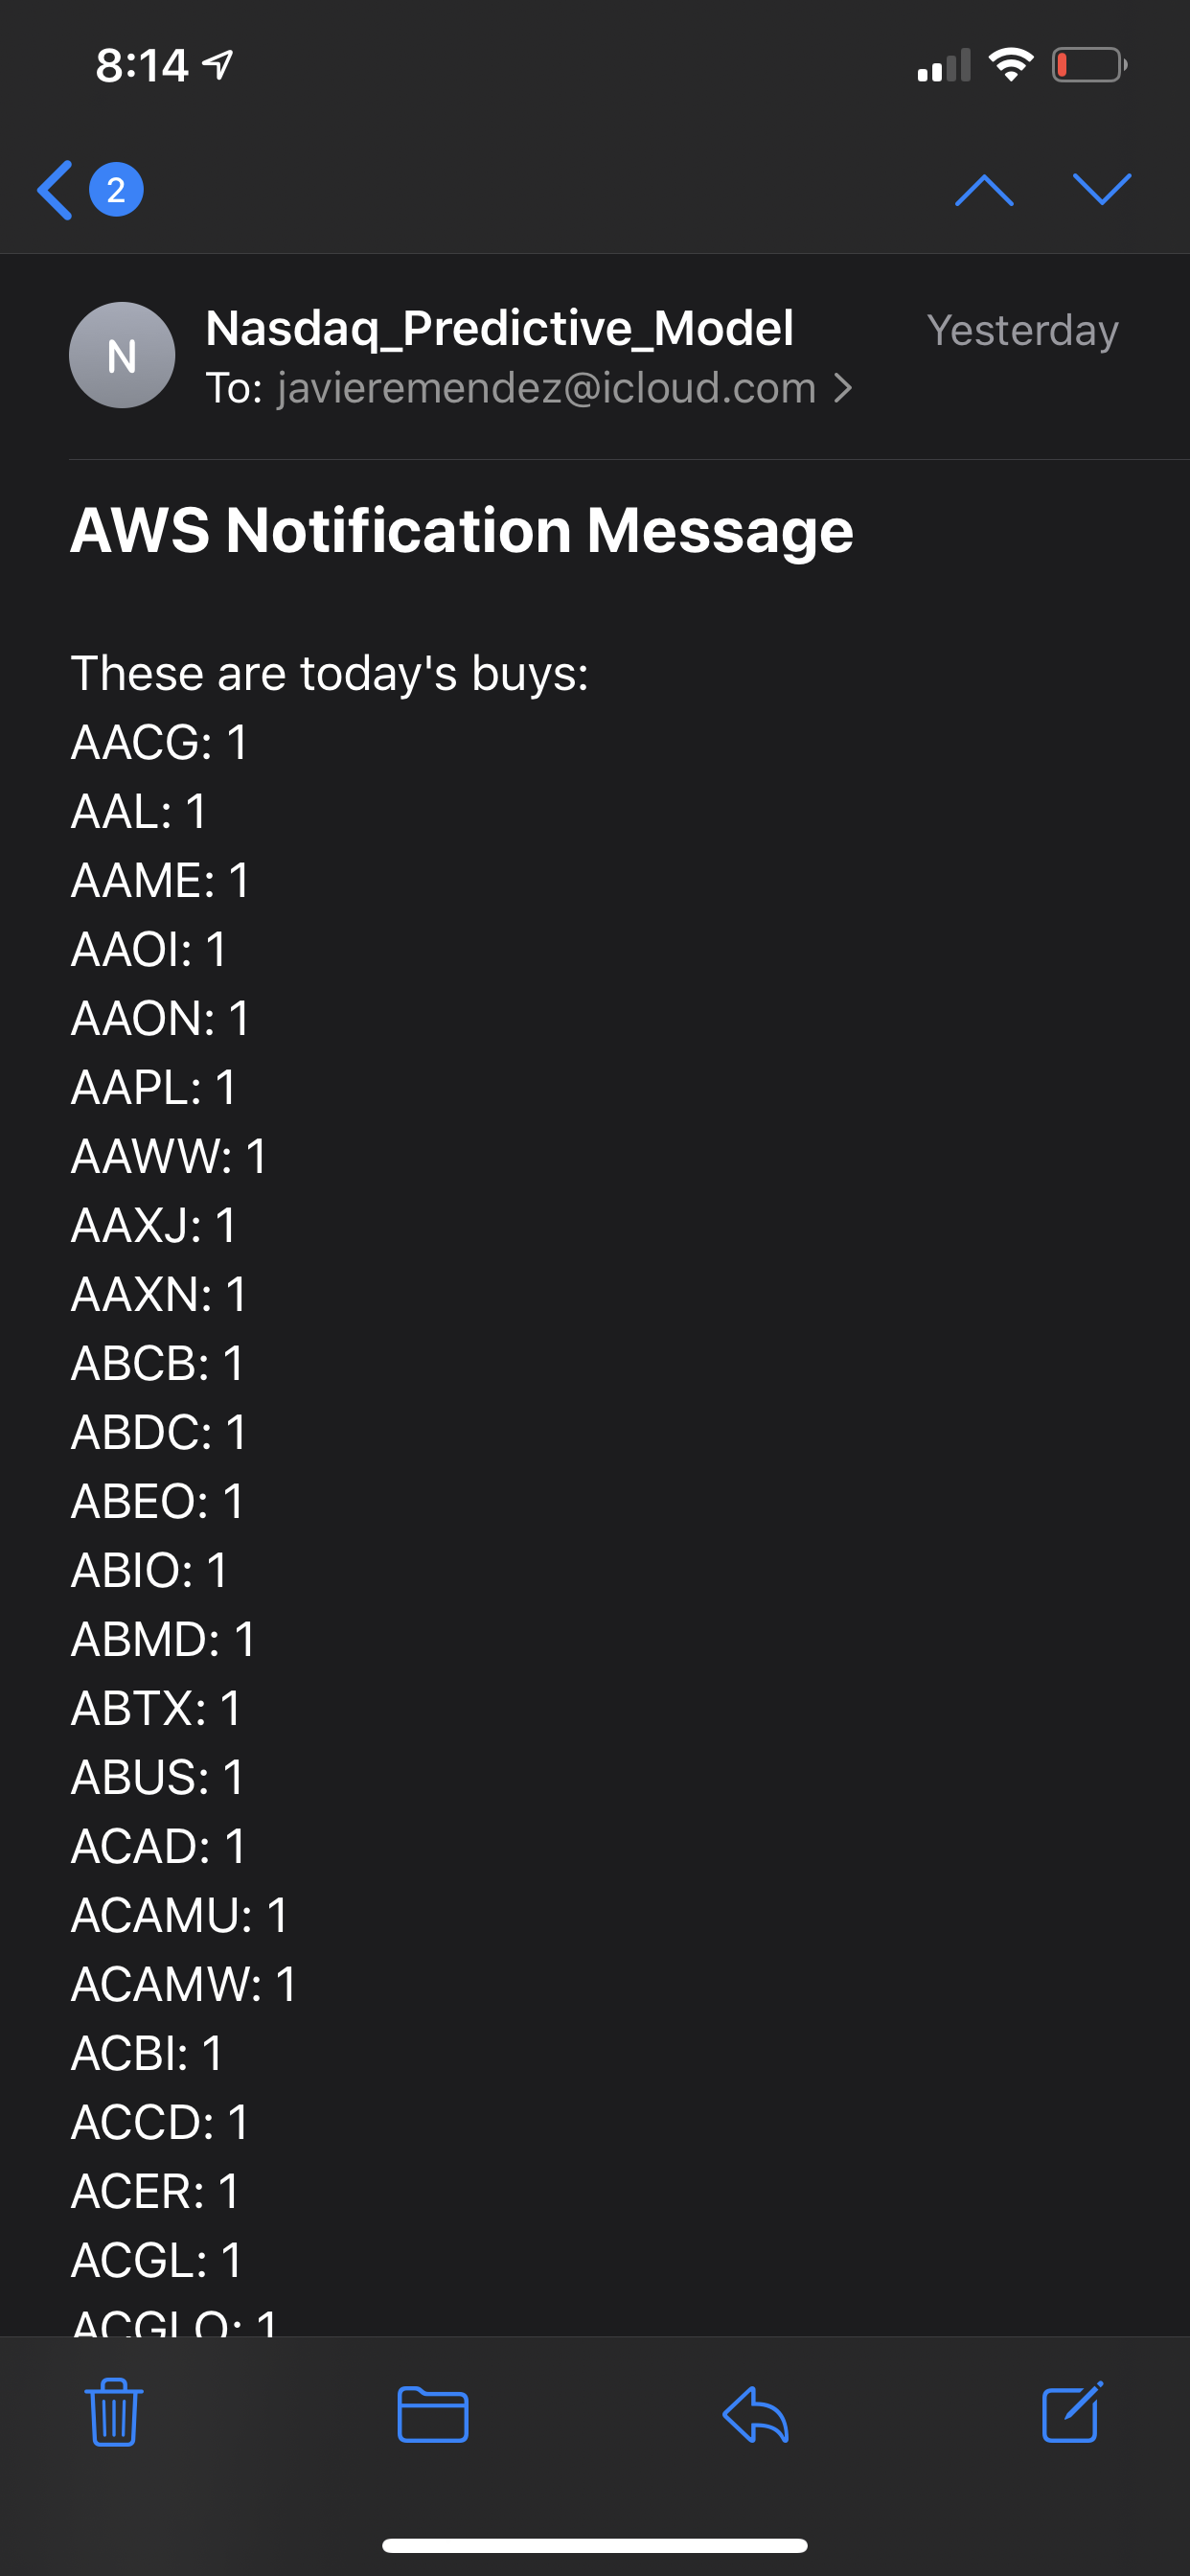 8:14
2
N
Nasdaq_Predictive_Model
Yesterday
To: javieremendez@icloud.com
AWS Notification Message
These are today's buys:
AACG: 1
AAL: 1
AAME: 1
AAOI: 1
AAON: 1
AAPL: 1
AAWW: 1
AAXJ: 1
AAXN: 1
ABCB: 1
ABDC: 1
ABEO: 1
ABIO: 1
ABMD: 1
ABTX: 1
ABUS: 1
ACAD: 1
ACAMU: 1
ACAMW: 1
ACBI: 1
ACCD: 1
ACER: 1
ACGL: 1
ACGLO: 1